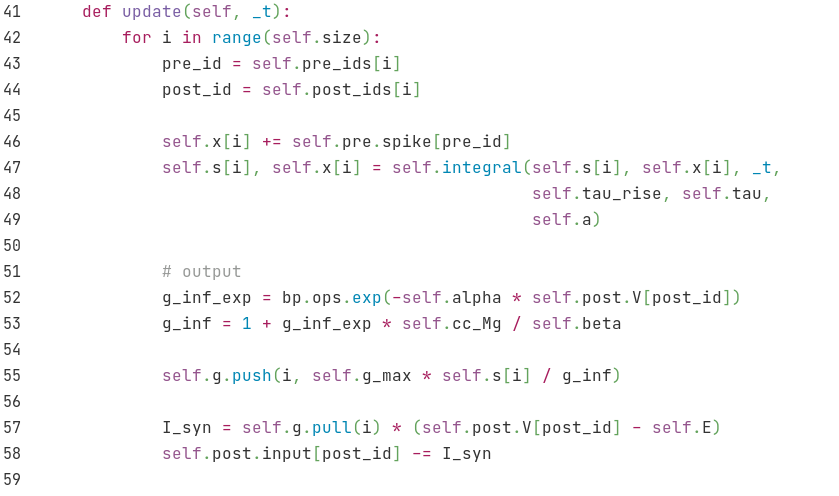 41      def update(self, _t):
42          for i in range(self.size):
43              pre_id = self.pre_ids[i]
44              post_id = self.post_ids[i]
45
46              self.x[i] += self.pre.spike[pre_id]
47              self.s[i], self.x[i] = self.integral(self.s[i], self.x[i], _t,
48                                                   self.tau_rise, self.tau,
49                                                   self.a)
50
51              # output
52              g_inf_exp = bp.ops.exp(-self.alpha * self.post.V[post_id])
53              g_inf = 1 + g_inf_exp * self.cc_Mg / self.beta
54
55              self.g.push(i, self.g_max * self.s[i] / g_inf)
56
57              I_syn = self.g.pull(i) * (self.post.V[post_id] - self.E)
58              self.post.input[post_id] -= I_syn
59